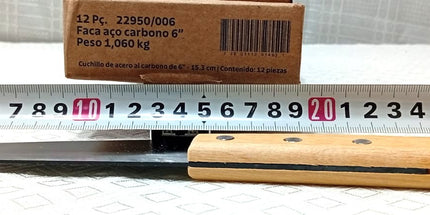 12 Pç. 22950/006
Faca aço carbono 6”
Peso 1,060 kg
Cuchillo de acero al carbono de 6” - 15.3 cm | Contenido: 12 piezas
7 8 9 10 1 2 3 4 5 6 7 8 9 20 1 2 3 4